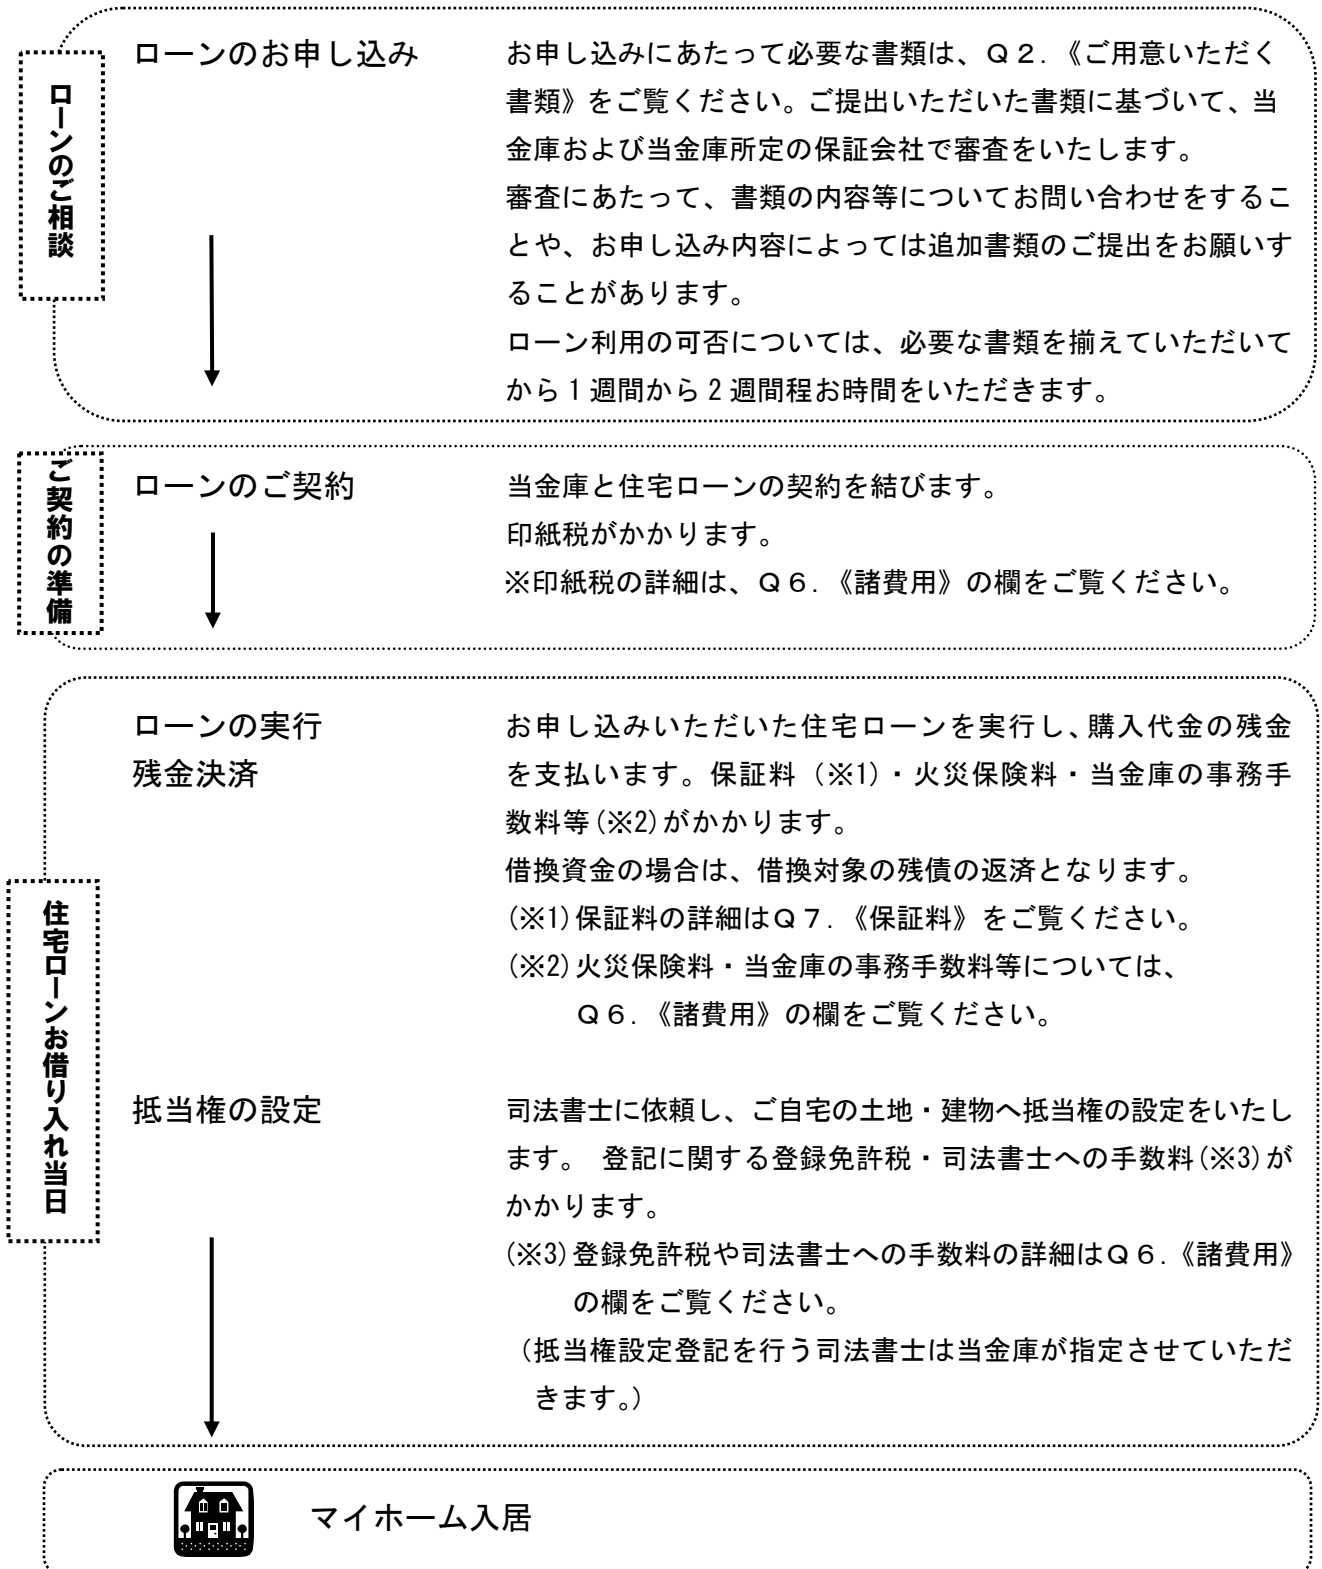 ローンのご相談
ローンのお申し込み
お申し込みにあたって必要な書類は、Ｑ２．《ご用意いただく
書類》をご覧ください。ご提出いただいた書類に基づいて、当
金庫および当金庫所定の保証会社で審査をいたします。
審査にあたって、書類の内容等についてお問い合わせをするこ
とや、お申し込み内容によっては追加書類のご提出をお願いす
ることがあります。
ローン利用の可否については、必要な書類を揃えていただいて
から１週間から２週間程お時間をいただきます。
ご契約の準備
ローンのご契約
当金庫と住宅ローンの契約を結びます。
印紙税がかかります。
※印紙税の詳細は、Ｑ６．《諸費用》の欄をご覧ください。
住宅ローンお借り入れ当日
ローンの実行
残金決済
お申し込みいただいた住宅ローンを実行し、購入代金の残金
を支払います。保証料（※1）・火災保険料・当金庫の事務手
数料等(※2)がかかります。
借換資金の場合は、借換対象の残債の返済となります。
(※1)保証料の詳細はＱ７．《保証料》をご覧ください。
(※2)火災保険料・当金庫の事務手数料等については、
Ｑ６．《諸費用》の欄をご覧ください。
抵当権の設定
司法書士に依頼し、ご自宅の土地・建物へ抵当権の設定をいたし
ます。 登記に関する登録免許税・司法書士への手数料(※3)が
かかります。
(※3)登録免許税や司法書士への手数料の詳細はＱ６．《諸費用》
の欄をご覧ください。
（抵当権設定登記を行う司法書士は当金庫が指定させていただ
きます。）
マイホーム入居